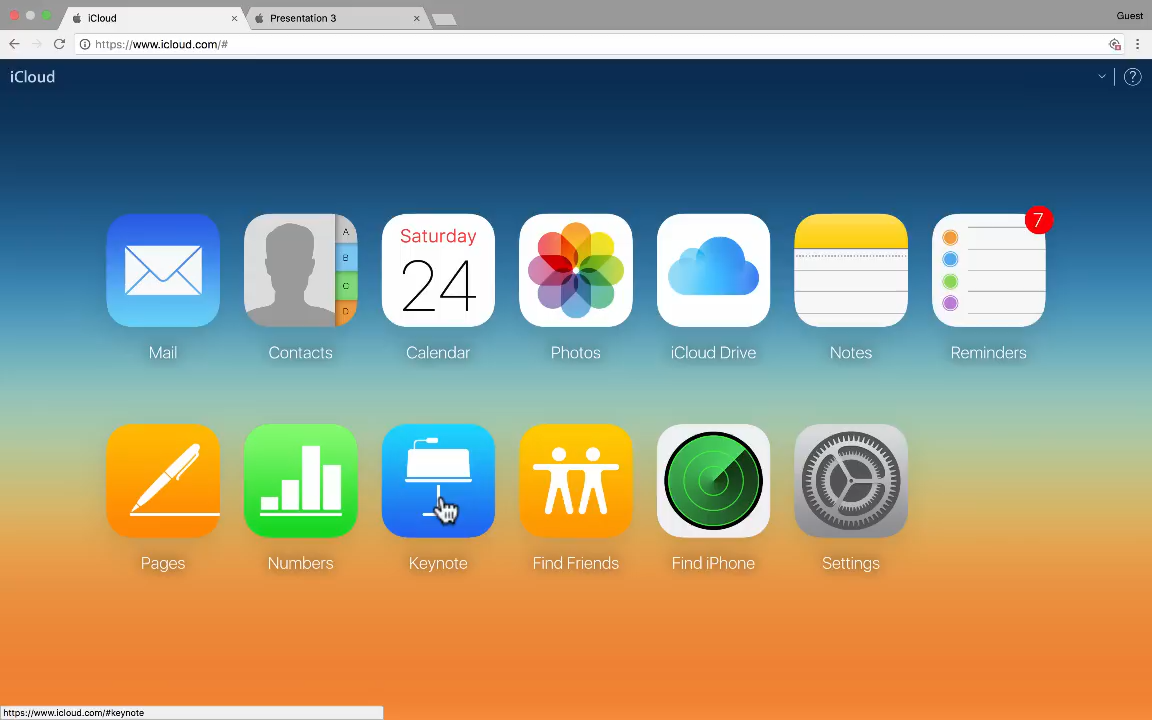 iCloud
Presentation 3
Guest
https://www.icloud.com/#
iCloud
?
7
A
B
C
D
Saturday
24
Mail
Contacts
Calendar
Photos
iCloud Drive
Notes
Reminders
Pages
Numbers
Keynote
Find Friends
Find iPhone
Settings
https://www.icloud.com/#keynote